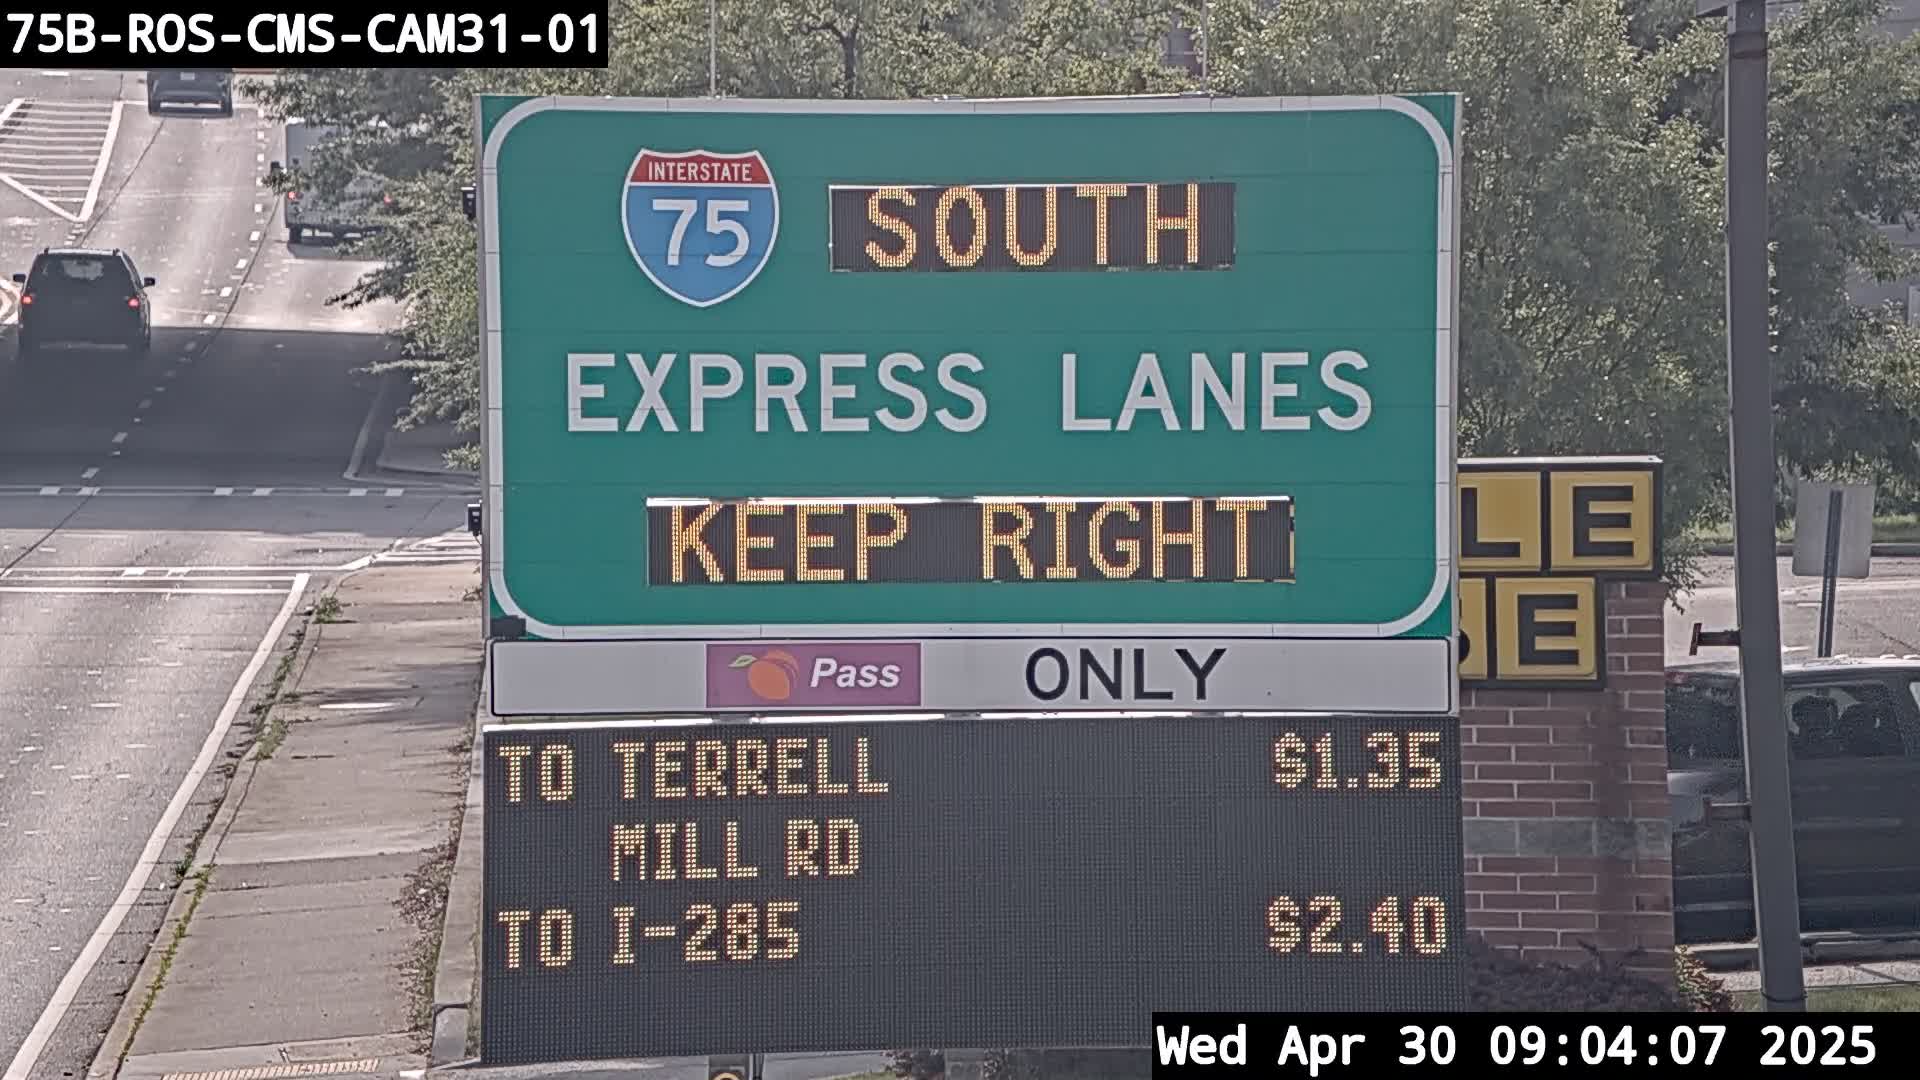 75B-ROS-CMS-CAM31-01
INTERSTATE
75
SOUTH
EXPRESS LANES
KEEP RIGHT
Pass ONLY
TO TERRELL $1.35
MILL RD
TO I-285 $2.40
LE
E
Wed Apr 30 09:04:07 2025